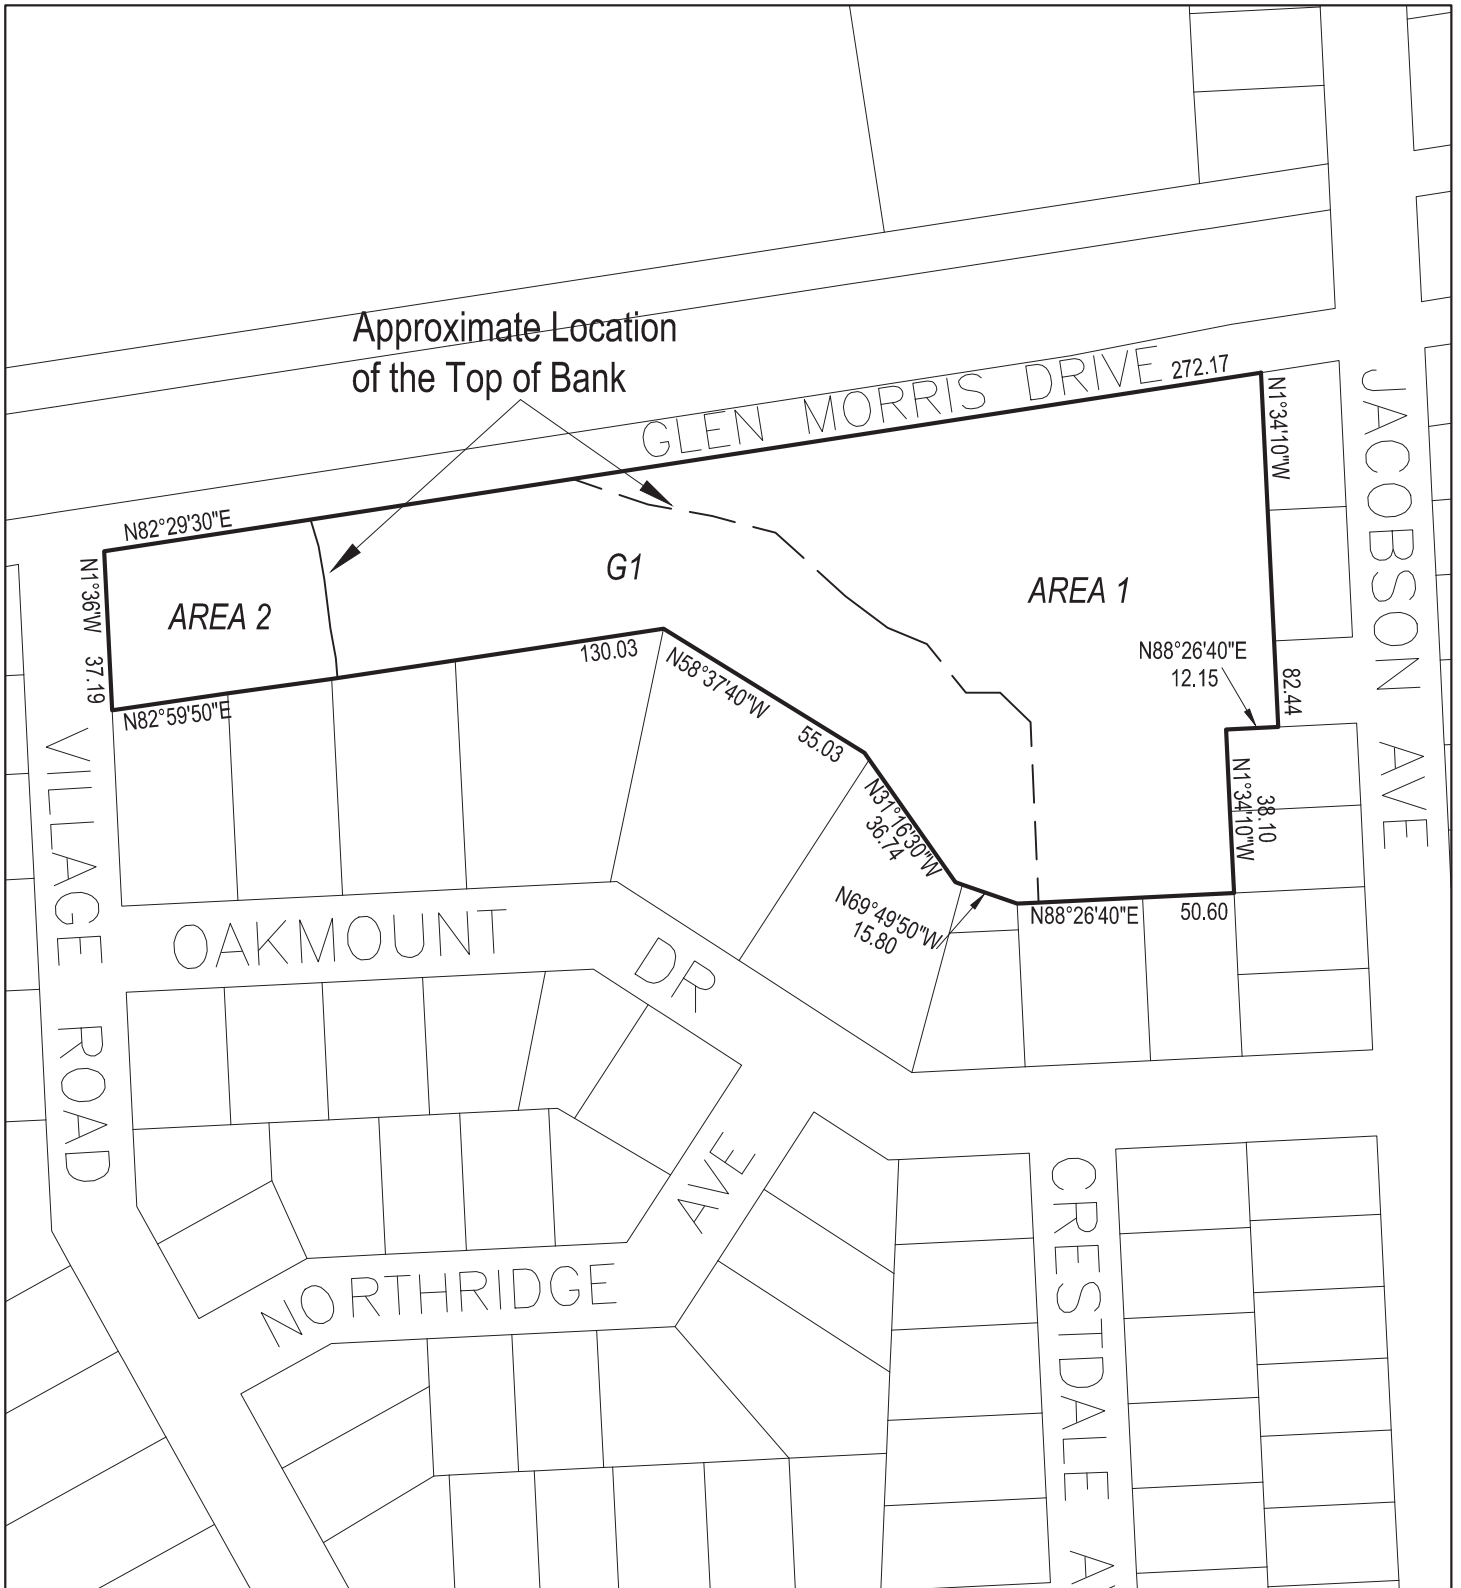 Approximate Location
of the Top of Bank
GLEN MORRIS DRIVE
272.17
N1°34'10"W
82.44
JACOBSON AVE
N82°29'30"E
N1°36'W
37.19
AREA 2
G1
AREA 1
N88°26'40"E
12.15
130.03
N82°59'50"E
N58°37'40"W
55.03
N31°16'30"W
36.74
N1°34'10"W
38.10
N69°49'50"W
15.80
N88°26'40"E
50.60
VILLAGE ROAD
OAKMOUNT DR
NORTHRIDGE AVE
CRESTDALE AV